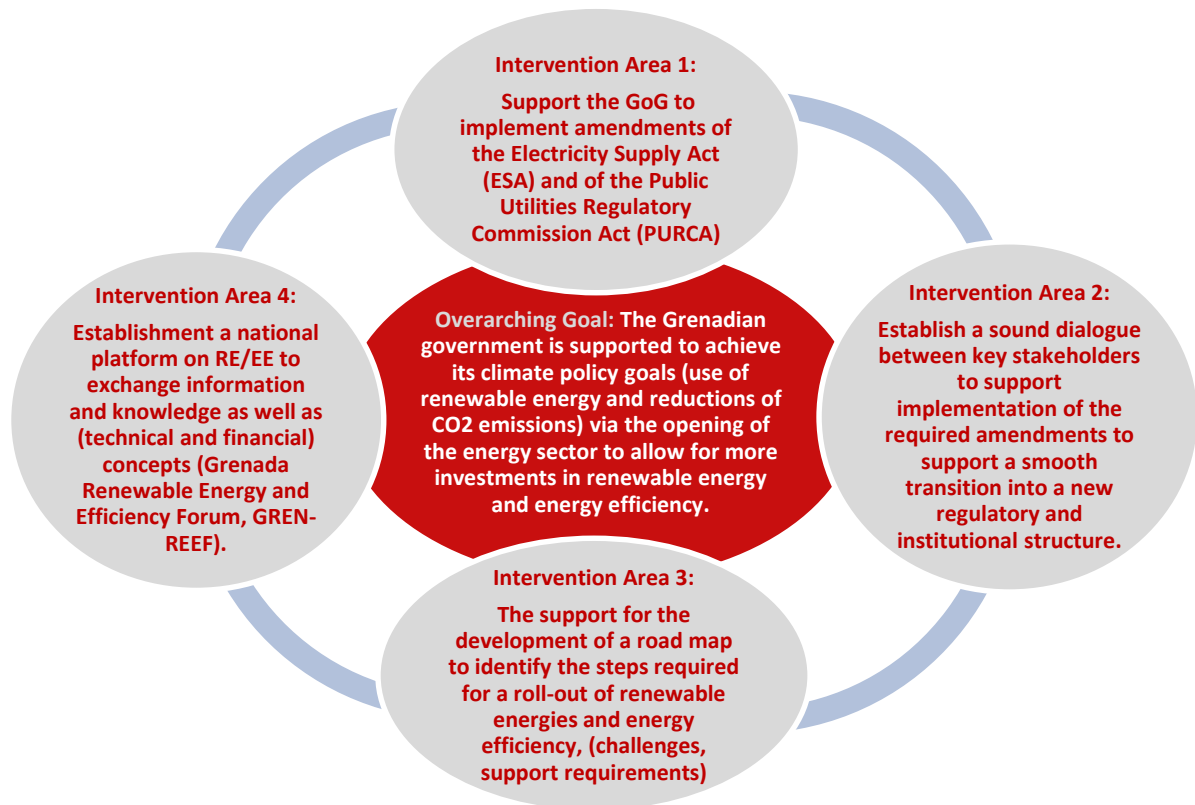 Intervention Area 1:
Support the GoG to
implement amendments of
the Electricity Supply Act
(ESA) and of the Public
Utilities Regulatory
Commission Act (PURCA)
Intervention Area 2:
Establish a sound dialogue
between key stakeholders
to support
implementation of the
required amendments to
support a smooth
transition into a new
regulatory and
institutional structure.
Intervention Area 3:
The support for the
development of a road map
to identify the steps required
for a roll-out of renewable
energies and energy
efficiency, (challenges,
support requirements)
Intervention Area 4:
Establishment a national
platform on RE/EE to
exchange information
and knowledge as well as
(technical and financial)
concepts (Grenada
Renewable Energy and
Efficiency Forum, GREN-
REEF).
Overarching Goal: The Grenadian
government is supported to achieve
its climate policy goals (use of
renewable energy and reductions of
CO2 emissions) via the opening of
the energy sector to allow for more
investments in renewable energy
and energy efficiency.